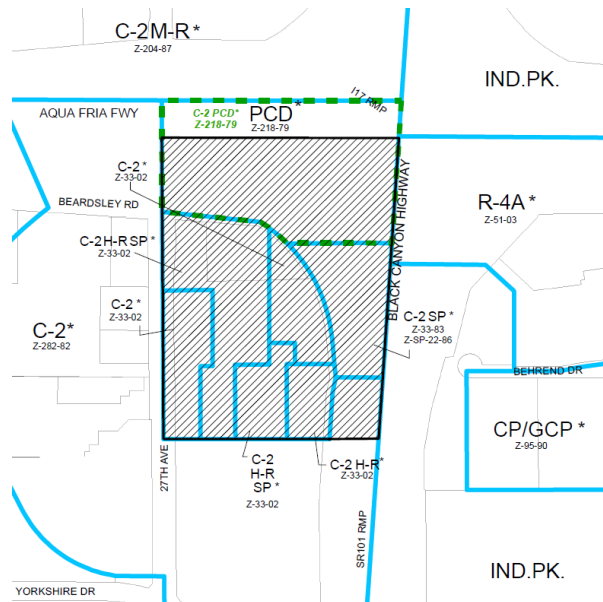 C-2M-R *
Z-204-87
IND.PK.
I17 RMP
AQUA FRIA FWY
C-2 PCD*
Z-218-79
PCD*
Z-218-79
C-2 *
Z-33-02
BEARDSLEY RD
R-4A *
Z-51-03
C-2H-R SP *
Z-33-02
BLACK CANYON HIGHWAY
C-2 *
Z-33-02
C-2 SP *
Z-33-83
Z-SP-22-86
C-2*
Z-282-82
BEHREND DR
CP/GCP *
Z-95-90
27TH AVE
C-2
H-R
SP *
Z-33-02
C-2 H-R*
Z-33-02
SR101 RMP
IND.PK.
YORKSHIRE DR